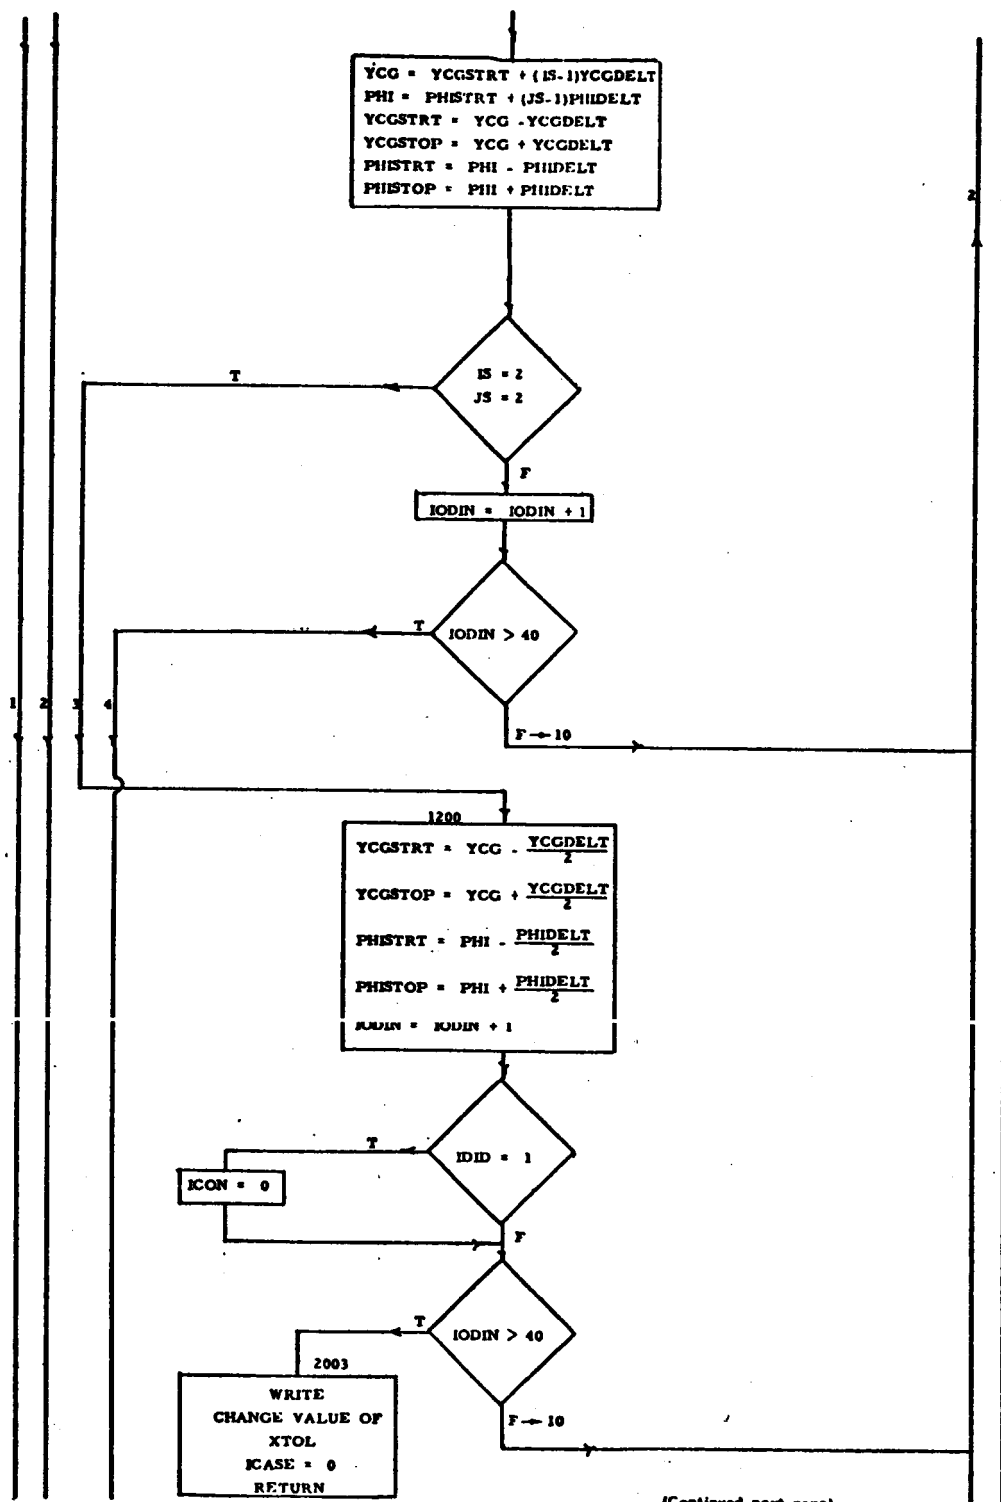 YCG = YCGSTRT + (IS-1)YCGDELT
PHI = PHISTRT + (JS-1)PHIDELT
YCGSTRT = YCG - YCGDELT
YCGSTOP = YCG + YCGDELT
PHISTRT = PHI - PHIDELT
PHISTOP = PHI + PHIDELT
2
IS = 2
JS = 2
T
F
IODIN = IODIN + 1
IODIN > 40
T
F → 10
1 2 3 4
1200
YCGSTRT = YCG - YCGDELT
2
YCGSTOP = YCG + YCGDELT
2
PHISTRT = PHI - PHIDELT
2
PHISTOP = PHI + PHIDELT
2
IODIN = IODIN + 1
IDID = 1
T
ICON = 0
F
IODIN > 40
T
2003
F → 10
WRITE
CHANGE VALUE OF
XTOL
ICASE = 0
RETURN